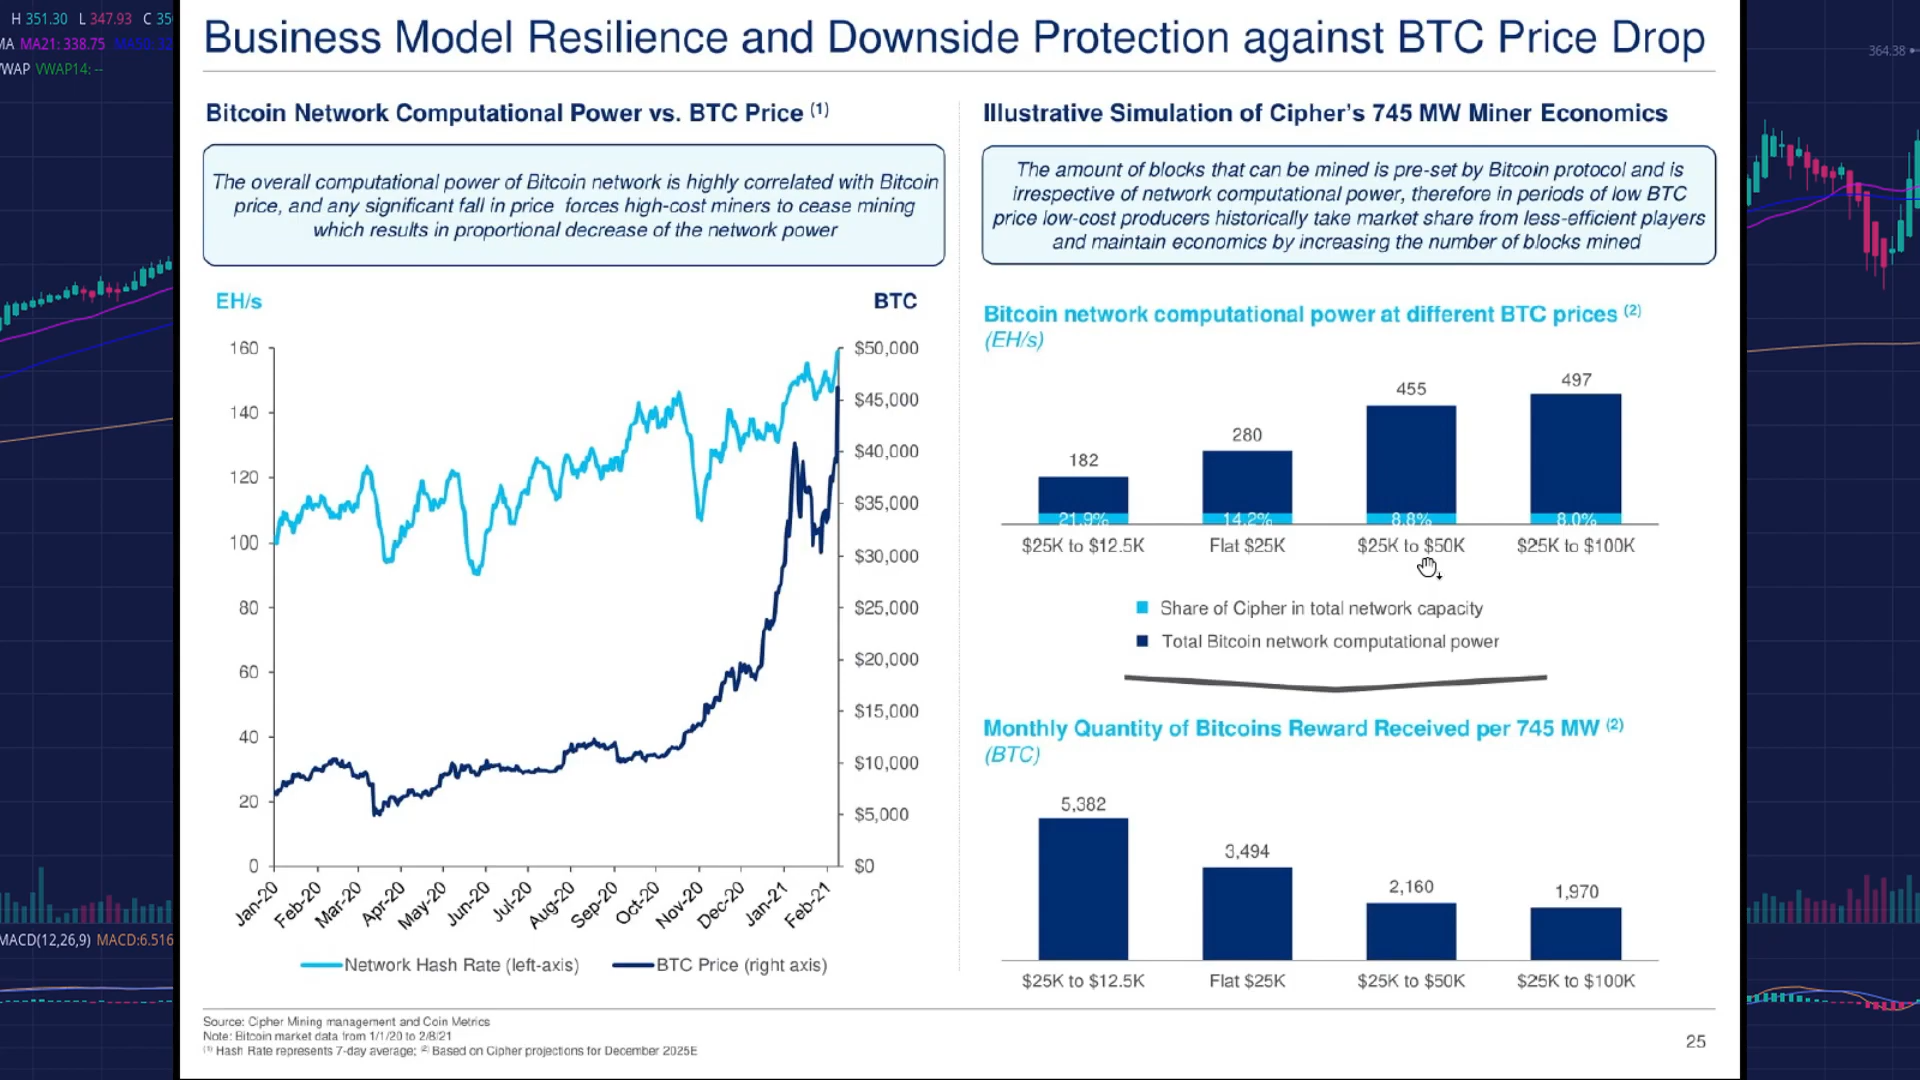 H 351.30 L 347.93 C 35
MA MA21: 338.75 MA50: 32
VWAP VWAP14: --
364.38
Business Model Resilience and Downside Protection against BTC Price Drop
Bitcoin Network Computational Power vs. BTC Price (1)
The overall computational power of Bitcoin network is highly correlated with Bitcoin
price, and any significant fall in price forces high-cost miners to cease mining
which results in proportional decrease of the network power
EH/s
BTC
160
140
120
100
80
60
40
20
0
$50,000
$45,000
$40,000
$35,000
$30,000
$25,000
$20,000
$15,000
$10,000
$5,000
$0
Jan-20 Feb-20 Mar-20 Apr-20 May-20 Jun-20 Jul-20 Aug-20 Sep-20 Oct-20 Nov-20 Dec-20 Jan-21 Feb-21
Network Hash Rate (left-axis) BTC Price (right axis)
Illustrative Simulation of Cipher's 745 MW Miner Economics
The amount of blocks that can be mined is pre-set by Bitcoin protocol and is
irrespective of network computational power, therefore in periods of low BTC
price low-cost producers historically take market share from less-efficient players
and maintain economics by increasing the number of blocks mined
Bitcoin network computational power at different BTC prices (2)
(EH/s)
182 280 455 497
21.9% 14.2% 8.8% 8.0%
$25K to $12.5K Flat $25K $25K to $50K $25K to $100K
Share of Cipher in total network capacity
Total Bitcoin network computational power
Monthly Quantity of Bitcoins Reward Received per 745 MW (2)
(BTC)
5,382 3,494 2,160 1,970
$25K to $12.5K Flat $25K $25K to $50K $25K to $100K
MACD(12,26,9) MACD:6.516
Source: Cipher Mining management and Coin Metrics
Note: Bitcoin market data from 1/1/20 to 2/8/21
(1) Hash Rate represents 7-day average; (2) Based on Cipher projections for December 2025E
25